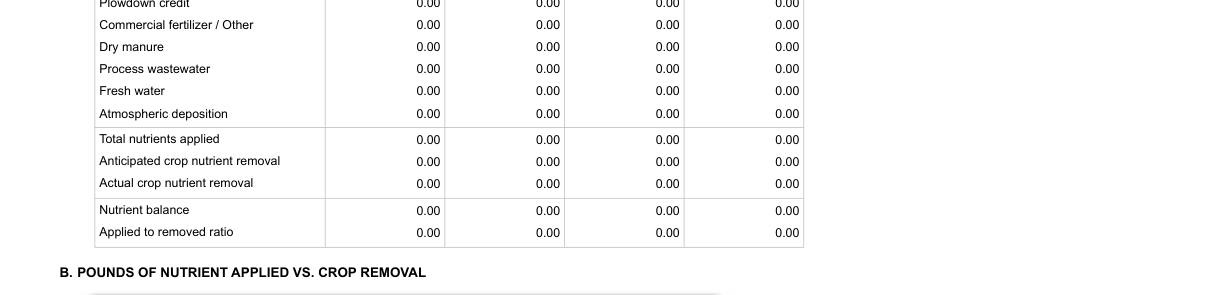 Plowdown credit 0.00 0.00 0.00 0.00
Commercial fertilizer / Other 0.00 0.00 0.00 0.00
Dry manure 0.00 0.00 0.00 0.00
Process wastewater 0.00 0.00 0.00 0.00
Fresh water 0.00 0.00 0.00 0.00
Atmospheric deposition 0.00 0.00 0.00 0.00
Total nutrients applied 0.00 0.00 0.00 0.00
Anticipated crop nutrient removal 0.00 0.00 0.00 0.00
Actual crop nutrient removal 0.00 0.00 0.00 0.00
Nutrient balance 0.00 0.00 0.00 0.00
Applied to removed ratio 0.00 0.00 0.00 0.00
B. POUNDS OF NUTRIENT APPLIED VS. CROP REMOVAL